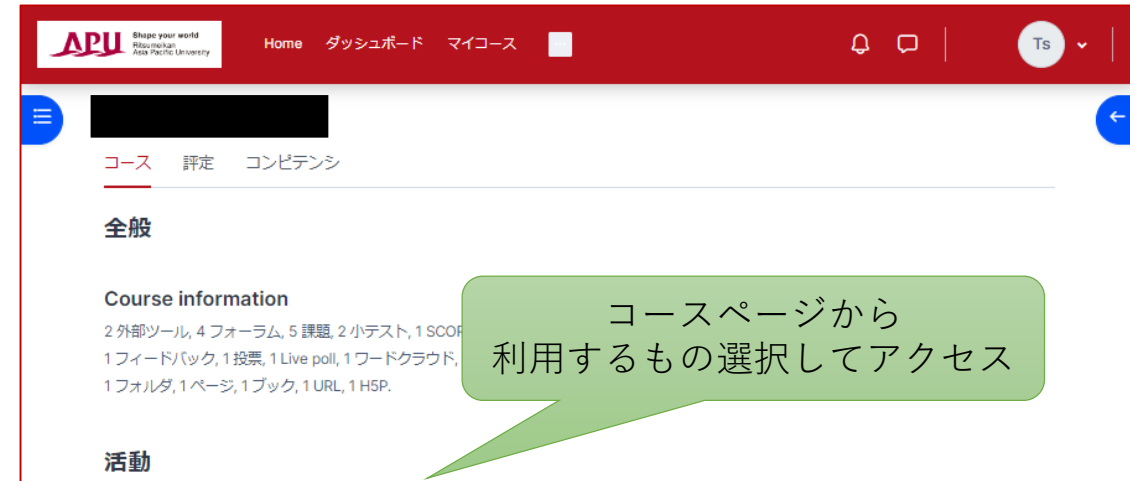 APU
Shape your world
Ritsumeikan
Asia Pacific University
Home ダッシュボード マイコース
Ts
コース 評定 コンピテンシ
全般
Course information
2 外部ツール, 4 フォーラム, 5 課題, 2 小テスト, 1 SCOR
1 フィードバック, 1 投票, 1 Live poll, 1 ワードクラウド,
1 フォルダ, 1 ページ, 1 ブック, 1 URL, 1 H5P.
コースページから
利用するもの選択してアクセス
活動